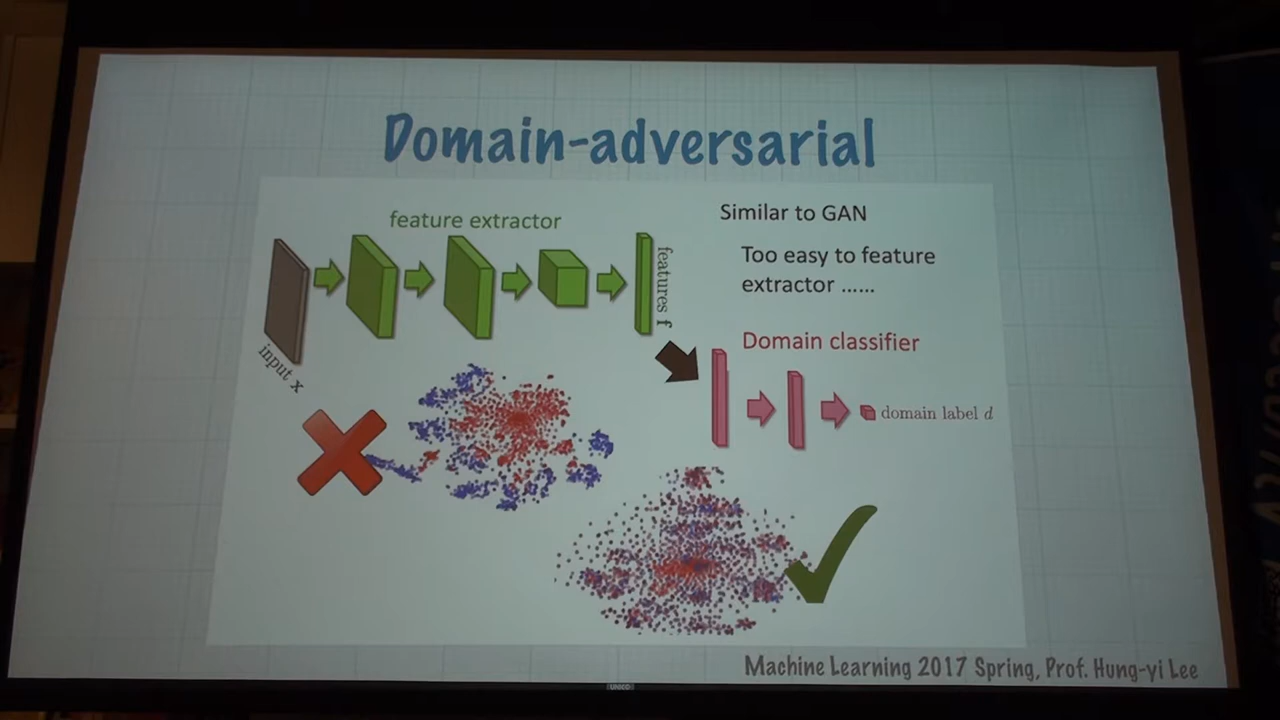 Domain-adversarial
feature extractor
Similar to GAN
Too easy to feature
extractor ......
features f
input x
Domain classifier
domain label d
Machine Learning 2017 Spring, Prof. Hung-yi Lee